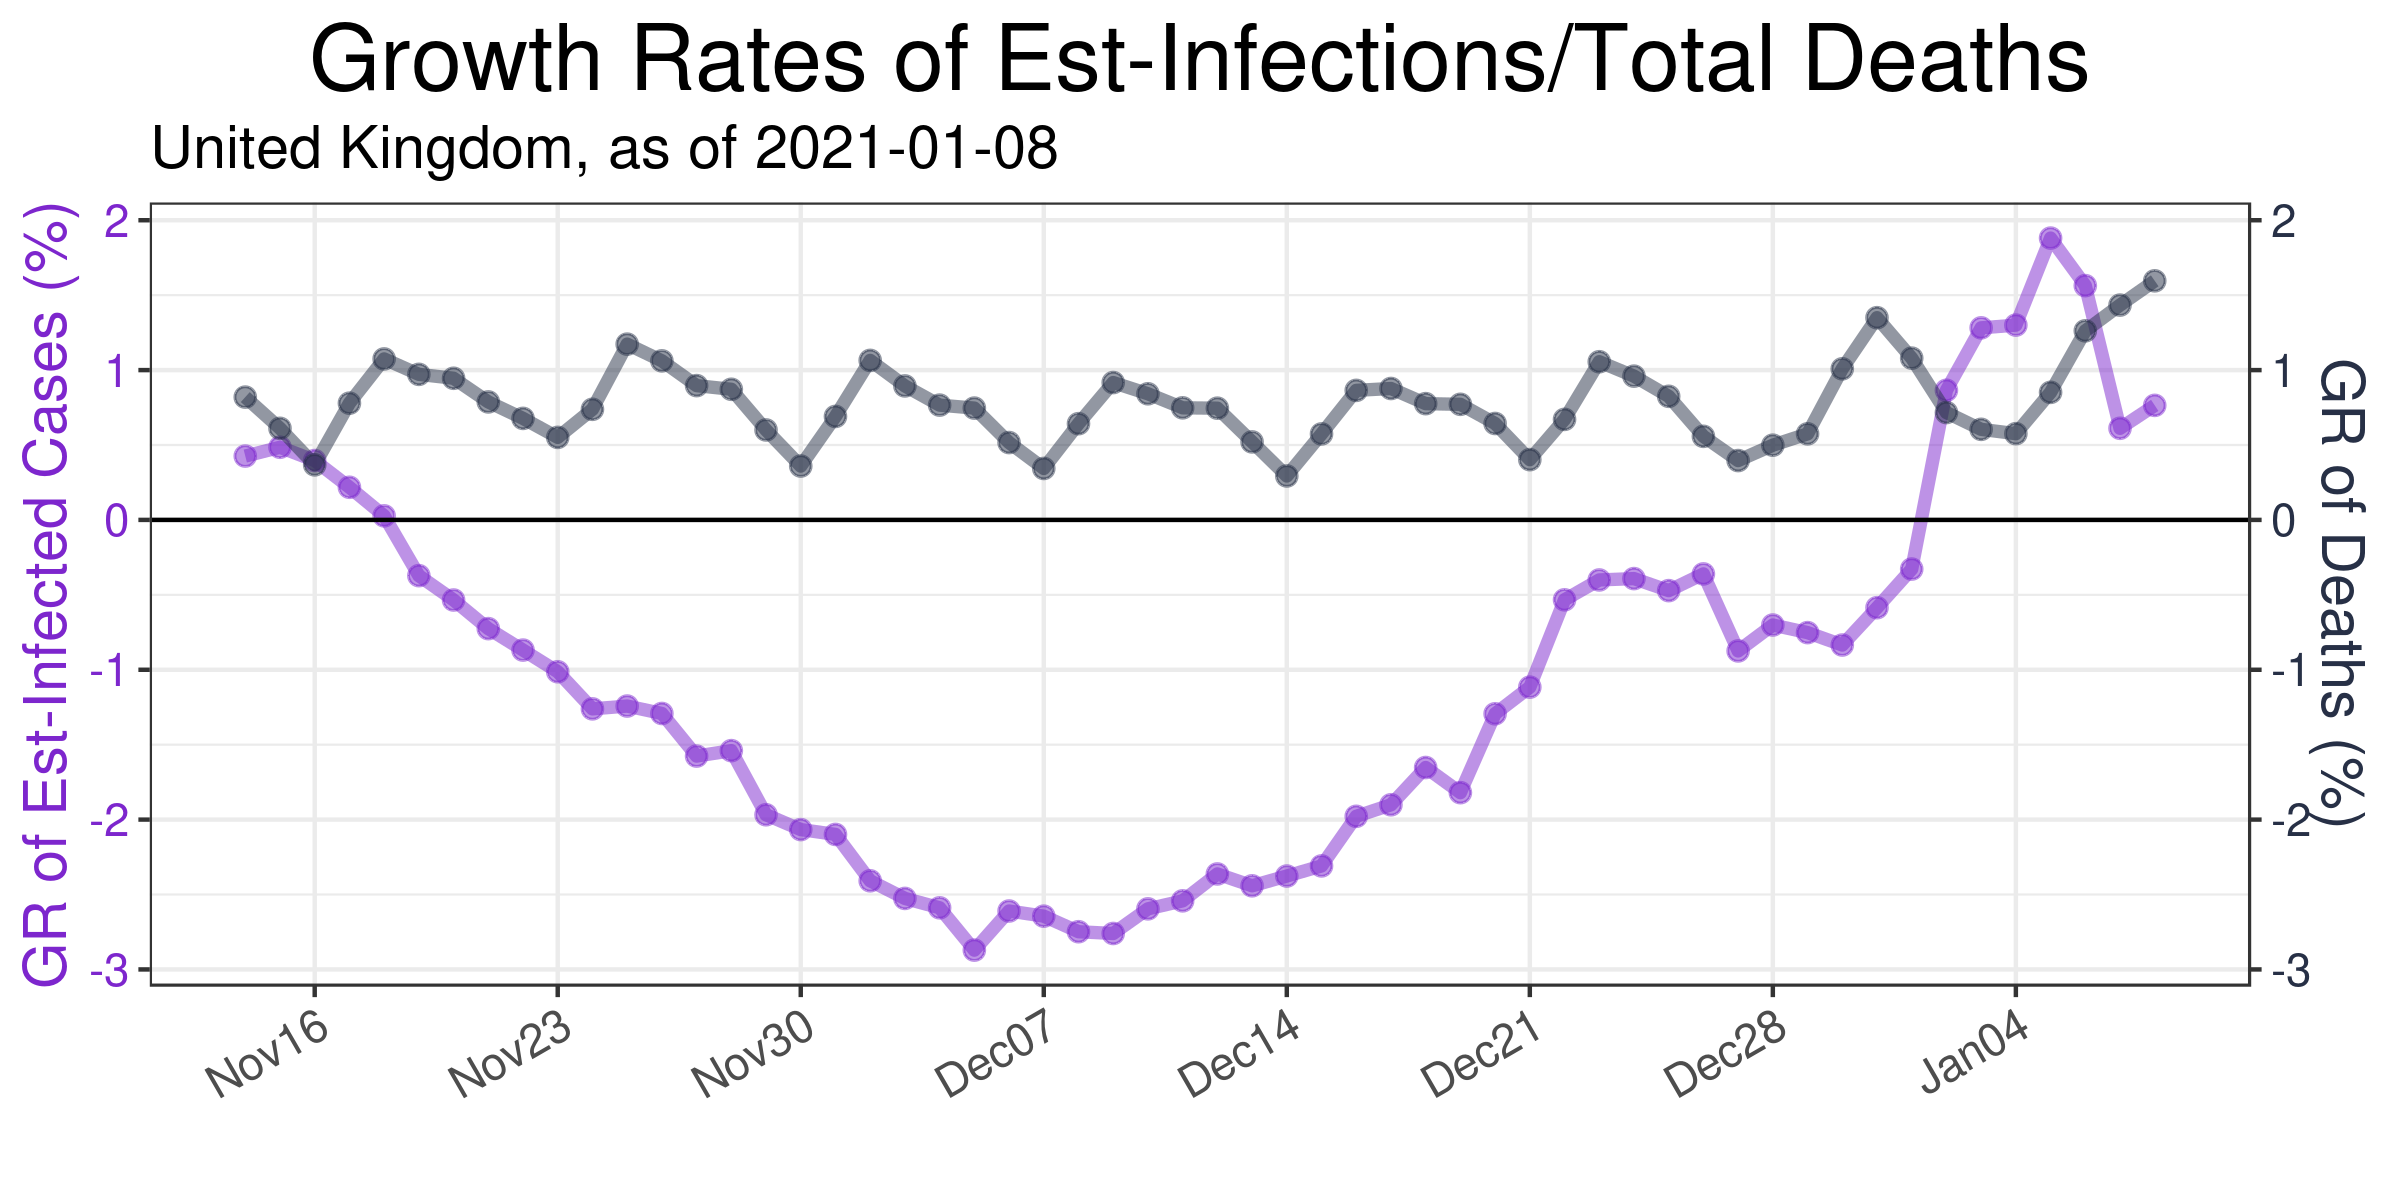 Growth Rates of Est-Infections/Total Deaths
United Kingdom, as of 2021-01-08
GR of Est-Infected Cases (%)
2
1
0
-1
-2
-3
2
1
0
-1
-2
-3
GR of Deaths (%)
Nov16
Nov23
Nov30
Dec07
Dec14
Dec21
Dec28
Jan04